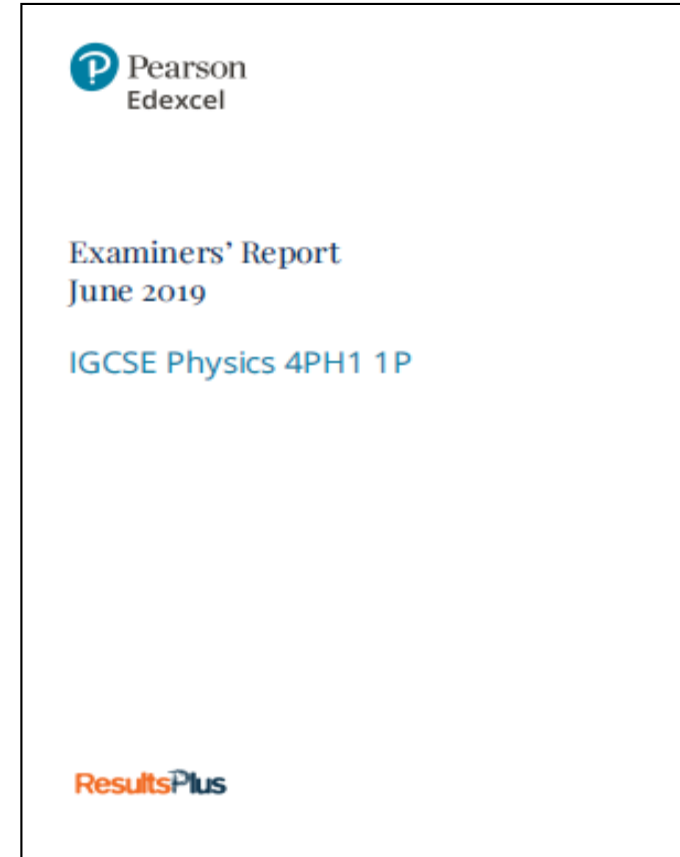 Pearson
Edexcel
Examiners’ Report
June 2019
IGCSE Physics 4PH1 1P
ResultsPlus